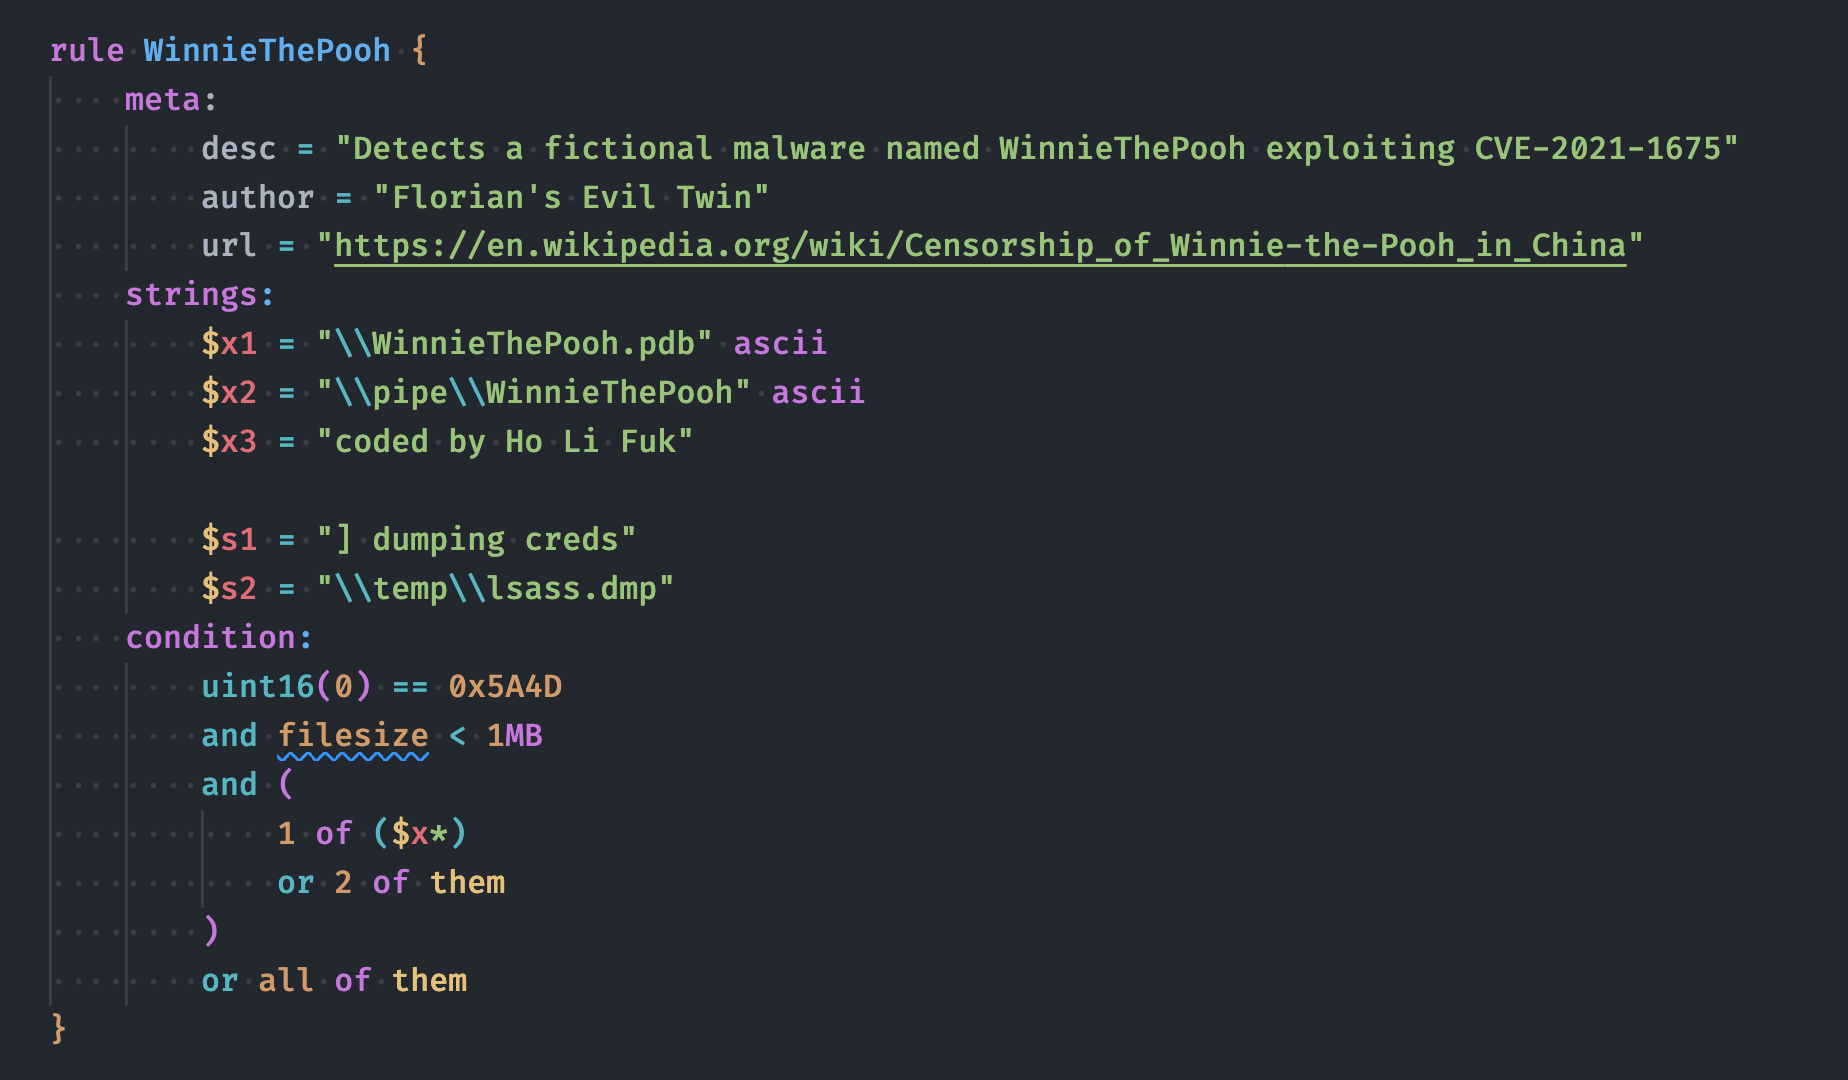 rule WinnieThePooh {
    meta:
        desc = "Detects a fictional malware named WinnieThePooh exploiting CVE-2021-1675"
        author = "Florian's Evil Twin"
        url = "https://en.wikipedia.org/wiki/Censorship_of_Winnie-the-Pooh_in_China"
    strings:
        $x1 = "\\WinnieThePooh.pdb" ascii
        $x2 = "\\pipe\\WinnieThePooh" ascii
        $x3 = "coded by Ho Li Fuk"

        $s1 = "] dumping creds"
        $s2 = "\\temp\\lsass.dmp"
    condition:
        uint16(0) == 0x5A4D
        and filesize < 1MB
        and (
            1 of ($x*)
            or 2 of them
        )
        or all of them
}